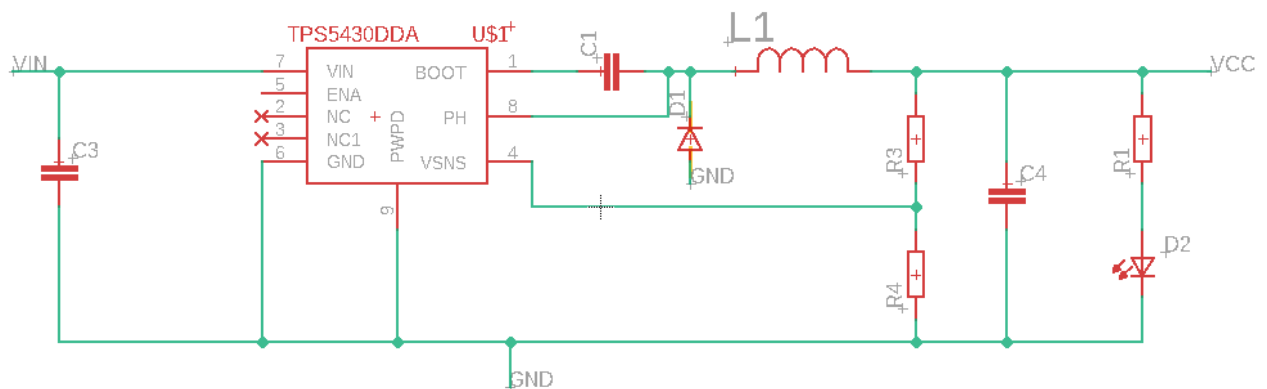 TPS5430DDA U$1
VIN
7 VIN BOOT 1
5 ENA
2 NC PH 8
3 NC1
6 GND VSNS 4
PWPD
9
C1
L1
VCC
D1
GND
C3
R3
C4
R1
R4
D2
GND